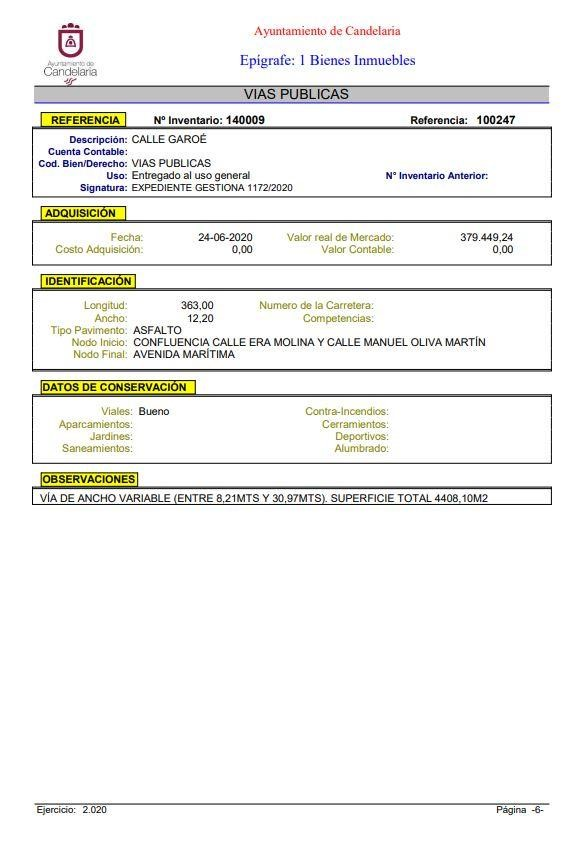 Ayuntamiento de
Candelaria
Ayuntamiento de Candelaria
Epígrafe: 1 Bienes Inmuebles
VIAS PUBLICAS
REFERENCIA Nº Inventario: 140009 Referencia: 100247
Descripción: CALLE GAROÉ
Cuenta Contable:
Cod. Bien/Derecho: VIAS PUBLICAS
Uso: Entregado al uso general N° Inventario Anterior:
Signatura: EXPEDIENTE GESTIONA 1172/2020
ADQUISICIÓN
Fecha: 24-06-2020 Valor real de Mercado: 379.449,24
Costo Adquisición: 0,00 Valor Contable: 0,00
IDENTIFICACIÓN
Longitud: 363,00 Numero de la Carretera:
Ancho: 12,20 Competencias:
Tipo Pavimento: ASFALTO
Nodo Inicio: CONFLUENCIA CALLE ERA MOLINA Y CALLE MANUEL OLIVA MARTÍN
Nodo Final: AVENIDA MARÍTIMA
DATOS DE CONSERVACIÓN
Viales: Bueno Contra-Incendios:
Aparcamientos: Cerramientos:
Jardines: Deportivos:
Saneamientos: Alumbrado:
OBSERVACIONES
VÍA DE ANCHO VARIABLE (ENTRE 8,21MTS Y 30,97MTS). SUPERFICIE TOTAL 4408,10M2
Ejercicio: 2.020 Página -6-